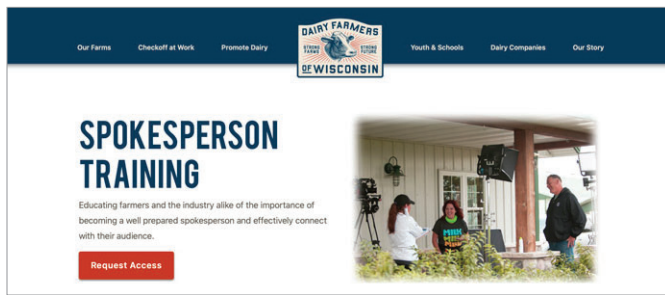 Our Farms
Checkoff at Work
Promote Dairy
DAIRY FARMERS
STRONG FARMS
STRONG FUTURE
OF WISCONSIN
Youth & Schools
Dairy Companies
Our Story
SPOKESPERSON
TRAINING
Educating farmers and the industry alike of the importance of
becoming a well prepared spokesperson and effectively connect
with their audience.
Request Access
MILK